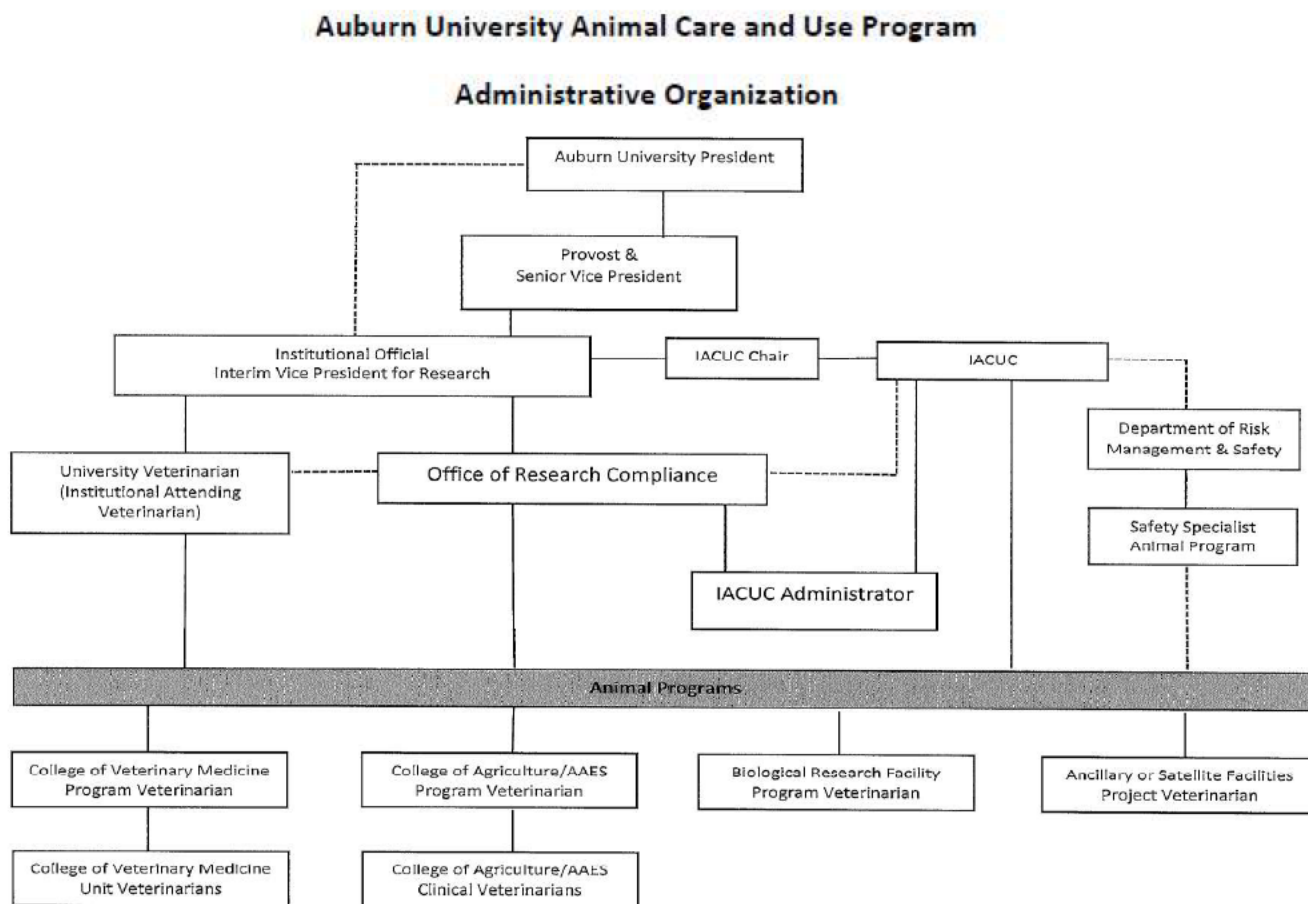 Auburn University Animal Care and Use Program
Administrative Organization
Auburn University President
Provost &
Senior Vice President
Institutional Official
Interim Vice President for Research
IACUC Chair
IACUC
Department of Risk
Management & Safety
University Veterinarian
(Institutional Attending
Veterinarian)
Office of Research Compliance
Safety Specialist
Animal Program
IACUC Administrator
Animal Programs
College of Veterinary Medicine
Program Veterinarian
College of Agriculture/AAES
Program Veterinarian
Biological Research Facility
Program Veterinarian
Ancillary or Satellite Facilities
Project Veterinarian
College of Veterinary Medicine
Unit Veterinarians
College of Agriculture/AAES
Clinical Veterinarians